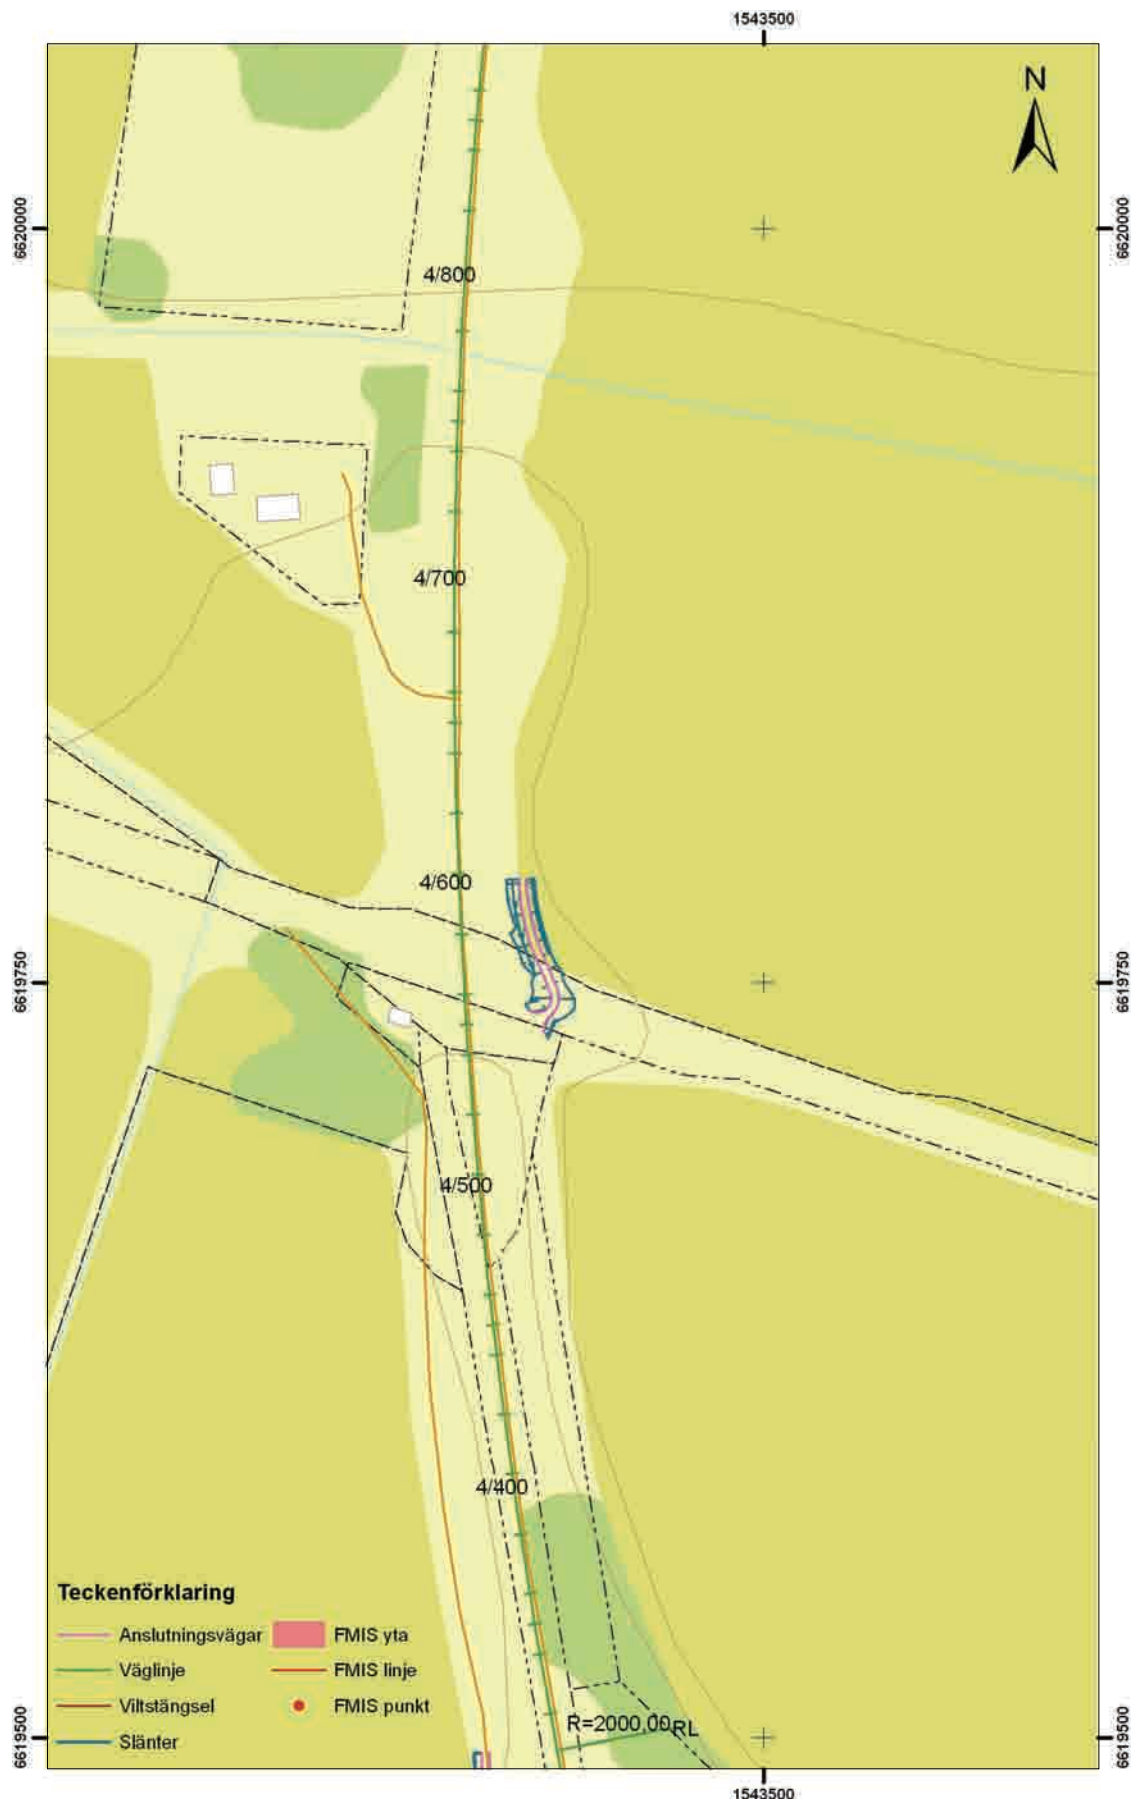 1543500
N
6620000
6620000
4/800
4/700
4/600
6619750
6619750
4/500
4/400
Teckenförklaring
Anslutningsvägar
FMIS yta
Väglinje
FMIS linje
Viltstängsel
FMIS punkt
Slänter
R=2000,00
RL
6619500
6619500
1543500